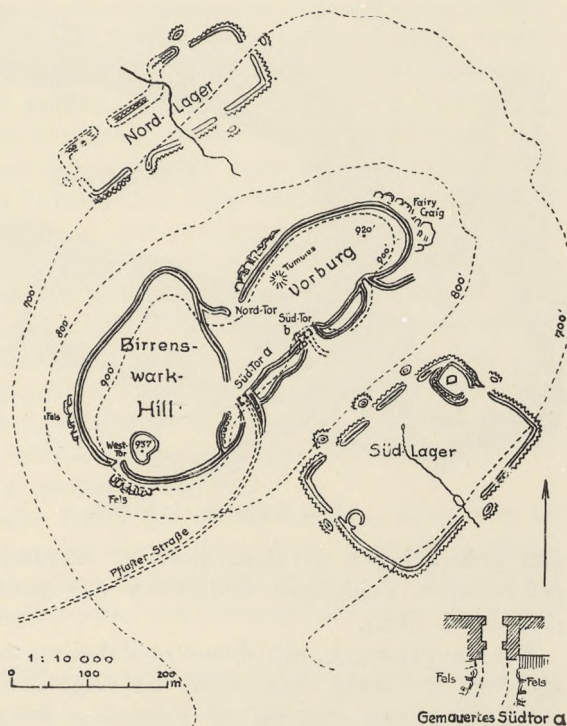 Nord-Lager
Fairy
Craig
920'
900'
Tumulus
Vorburg
700'
800'
Nord-Tor
Süd-Tor
b
800'
700'
Birrens-
wark-
Hill
900'
Süd-Tor a
Fels
West-
Tor
937
Fels
Süd-Lager
Pflaster-Straße
1:10 000
0 100 200
m
Fels
Fels
Gemauertes Südtor a